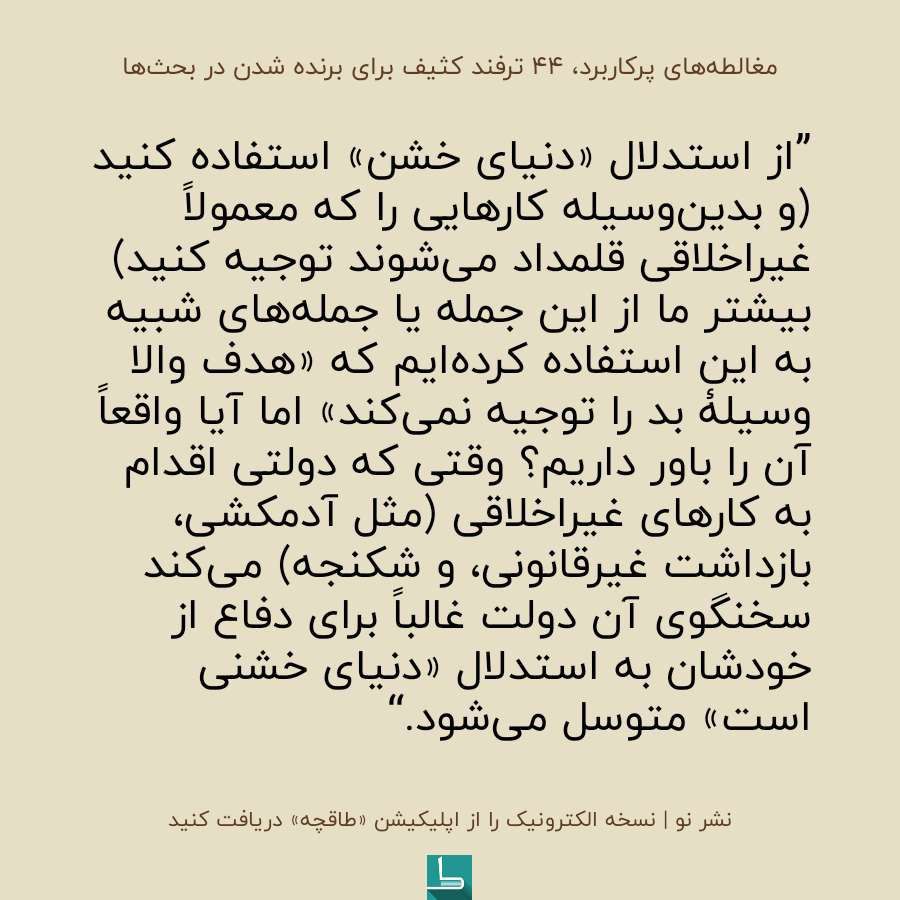 مغالطه‌های پرکاربرد، ۴۴ ترفند کثیف برای برنده شدن در بحث‌ها
”از استدلال «دنیای خشن» استفاده کنید
(و بدین‌وسیله کارهایی را که معمولاً
غیراخلاقی قلمداد می‌شوند توجیه کنید)
بیشتر ما از این جمله یا جمله‌های شبیه
به این استفاده کرده‌ایم که «هدف والا
وسیلهٔ بد را توجیه نمی‌کند» اما آیا واقعاً
آن را باور داریم؟ وقتی که دولتی اقدام
به کارهای غیراخلاقی (مثل آدمکشی،
بازداشت غیرقانونی، و شکنجه) می‌کند
سخنگوی آن دولت غالباً برای دفاع از
خودشان به استدلال «دنیای خشنی
است» متوسل می‌شود.“
نشر نو | نسخه الکترونیک را از اپلیکیشن «طاقچه» دریافت کنید